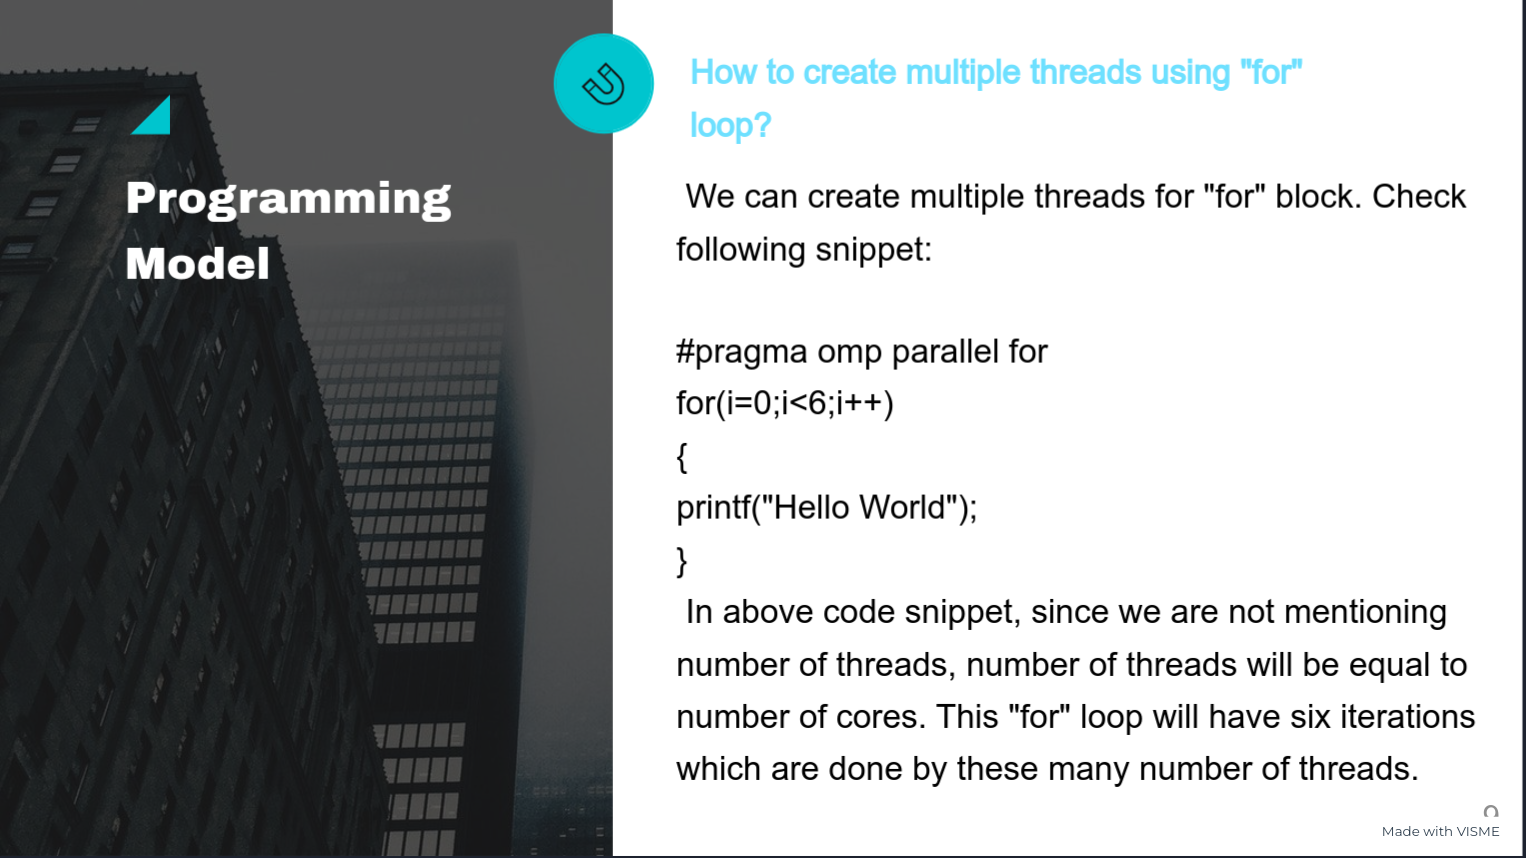 Programming
Model
How to create multiple threads using "for"
loop?
We can create multiple threads for "for" block. Check
following snippet:
#pragma omp parallel for
for(i=0;i<6;i++)
{
printf("Hello World");
}
In above code snippet, since we are not mentioning
number of threads, number of threads will be equal to
number of cores. This "for" loop will have six iterations
which are done by these many number of threads.
Made with VISME